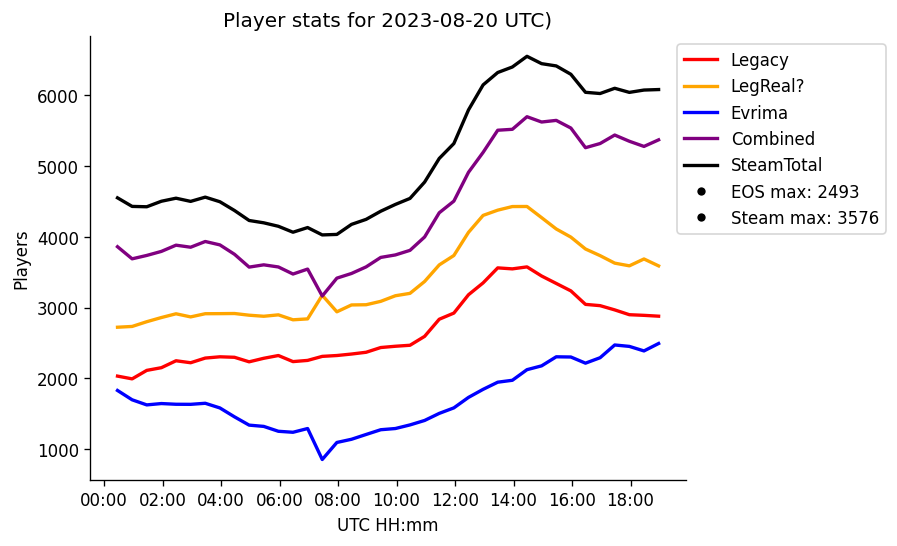 Player stats for 2023-08-20 UTC)
Legacy
LegReal?
Evrima
Combined
SteamTotal
EOS max: 2493
Steam max: 3576
Players
6000
5000
4000
3000
2000
1000
00:00 02:00 04:00 06:00 08:00 10:00 12:00 14:00 16:00 18:00
UTC HH:mm